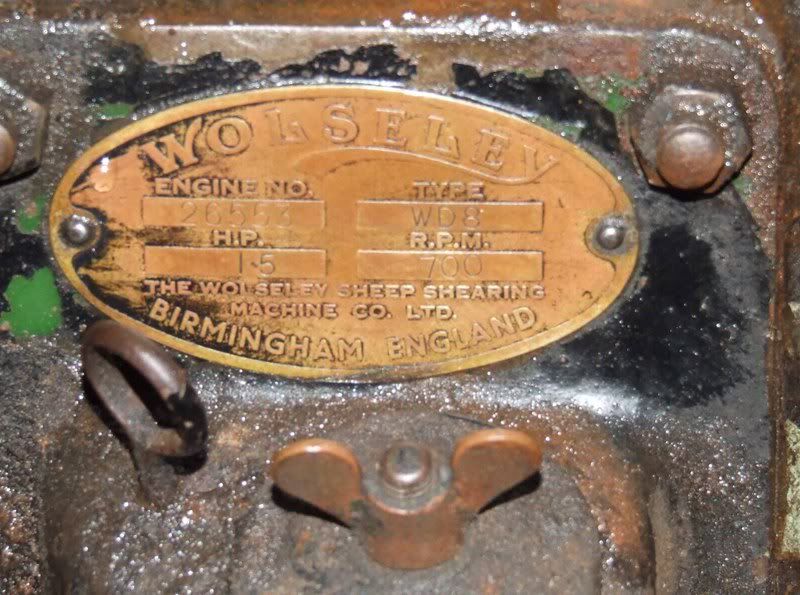 WOLSELEY
ENGINE NO. TYPE
26553 WD8
H.P. R.P.M.
1.5 700
THE WOLSELEY SHEEP SHEARING
MACHINE CO. LTD.
BIRMINGHAM ENGLAND